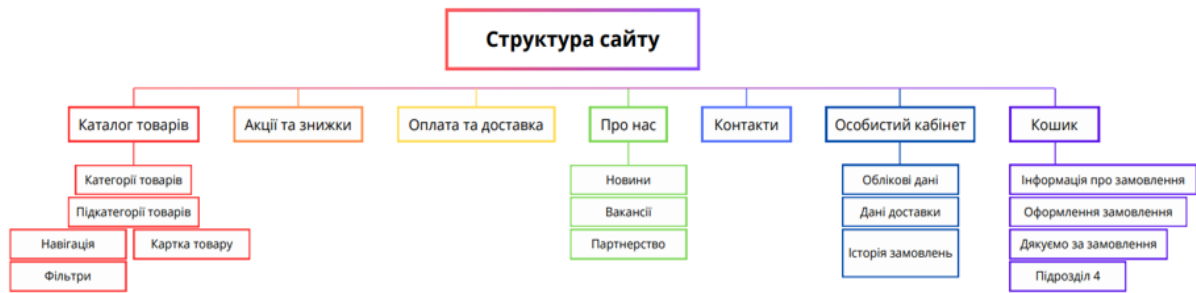 Структура сайту
Каталог товарів
Акції та знижки
Оплата та доставка
Про нас
Контакти
Особистий кабінет
Кошик
Категорії товарів
Підкатегорії товарів
Навігація
Картка товару
Фільтри
Новини
Вакансії
Партнерство
Облікові дані
Дані доставки
Історія замовлень
Інформація про замовлення
Оформлення замовлення
Дякуємо за замовлення
Підрозділ 4